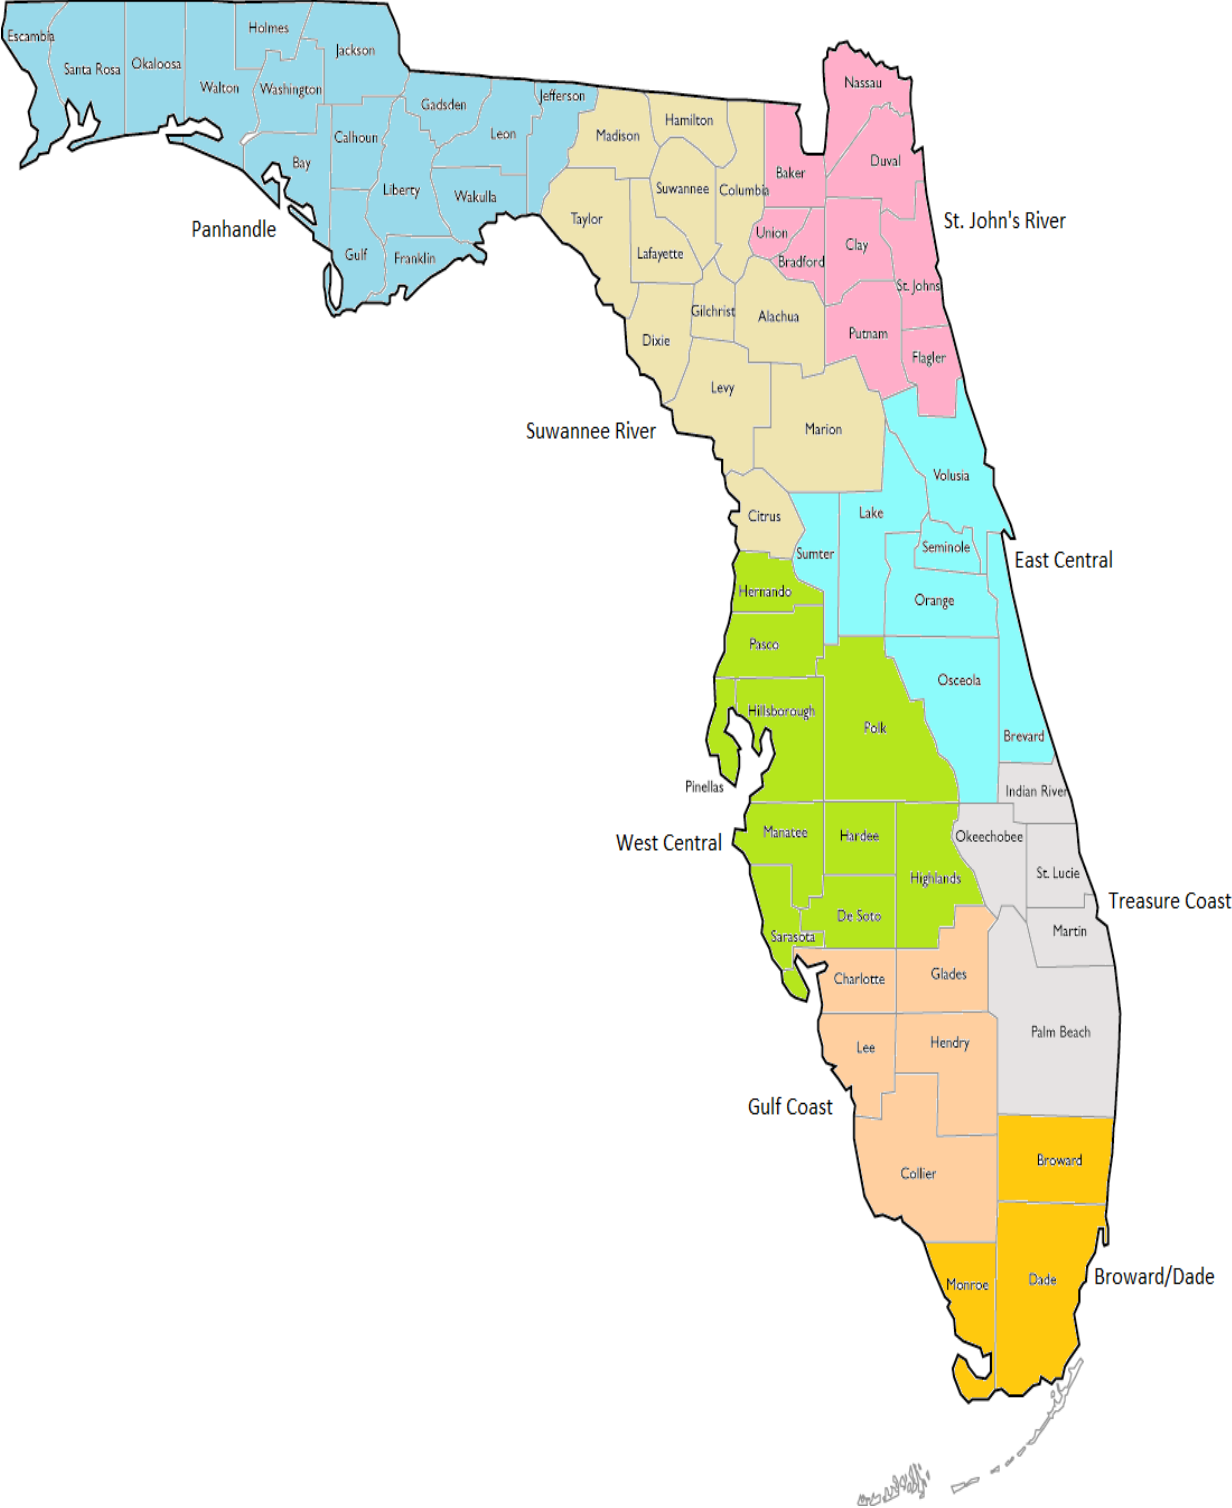 Escambia
Santa Rosa
Okaloosa
Walton
Holmes
Washington
Jackson
Bay
Calhoun
Gulf
Liberty
Gadsden
Franklin
Leon
Wakulla
Jefferson
Panhandle
Madison
Hamilton
Suwannee
Columbia
Taylor
Lafayette
Dixie
Gilchrist
Alachua
Levy
Marion
Citrus
Suwannee River
Nassau
Duval
Baker
Union
Bradford
Clay
St. Johns
Putnam
Flagler
St. John's River
Volusia
Lake
Sumter
Seminole
Orange
Osceola
Brevard
East Central
Hernando
Pasco
Hillsborough
Pinellas
Polk
Manatee
Hardee
Highlands
De Soto
Sarasota
West Central
Indian River
Okeechobee
St. Lucie
Martin
Palm Beach
Treasure Coast
Charlotte
Glades
Lee
Hendry
Collier
Gulf Coast
Broward
Dade
Monroe
Broward/Dade